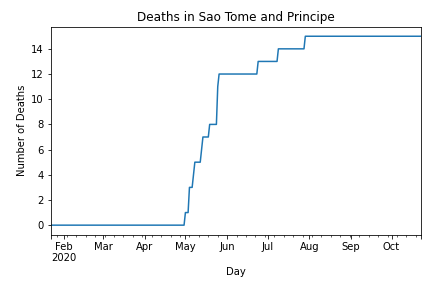 Deaths in Sao Tome and Principe
Number of Deaths
14
12
10
8
6
4
2
0
Feb Mar Apr May Jun Jul Aug Sep Oct
2020
Day